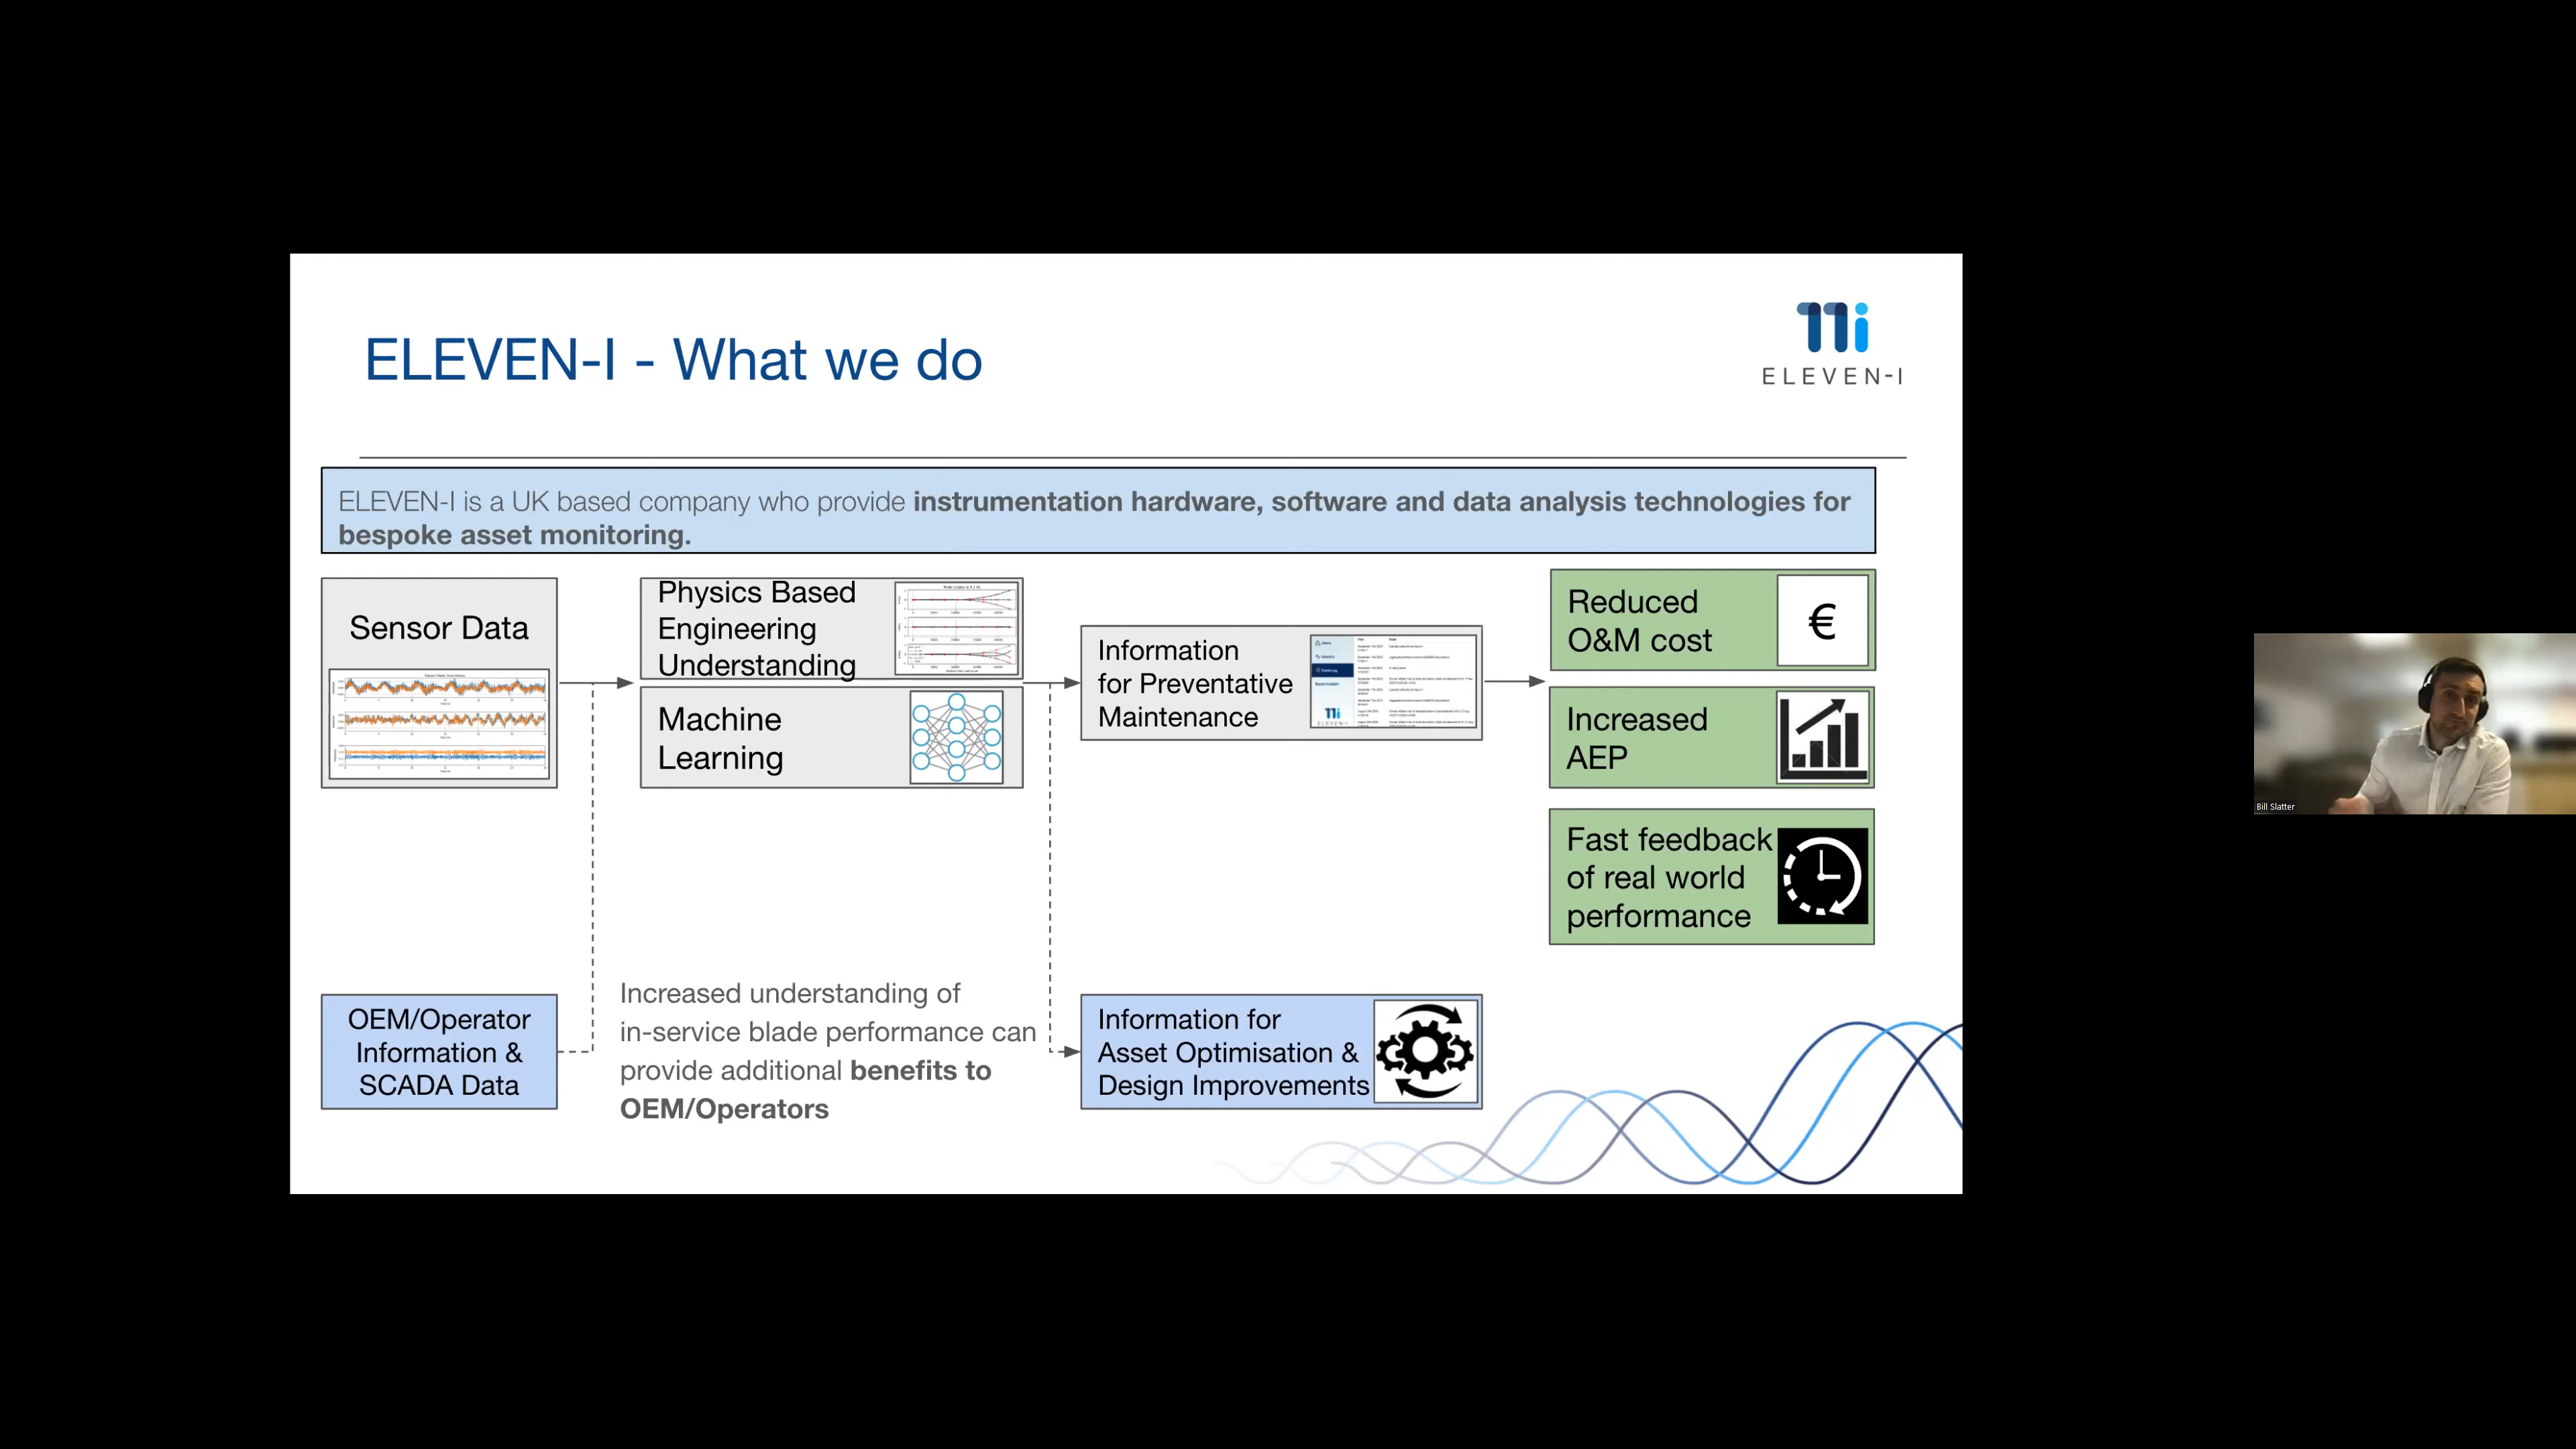 ELEVEN-I - What we do
ELEVEN-I
ELEVEN-I is a UK based company who provide instrumentation hardware, software and data analysis technologies for
bespoke asset monitoring.
Sensor Data
Physics Based
Engineering
Understanding
Machine
Learning
Information
for Preventative
Maintenance
ELEVEN-I
Reduced
O&M cost
€
Increased
AEP
Fast feedback
of real world
performance
OEM/Operator
Information &
SCADA Data
Increased understanding of
in-service blade performance can
provide additional benefits to
OEM/Operators
Information for
Asset Optimisation &
Design Improvements
Bill Slatter